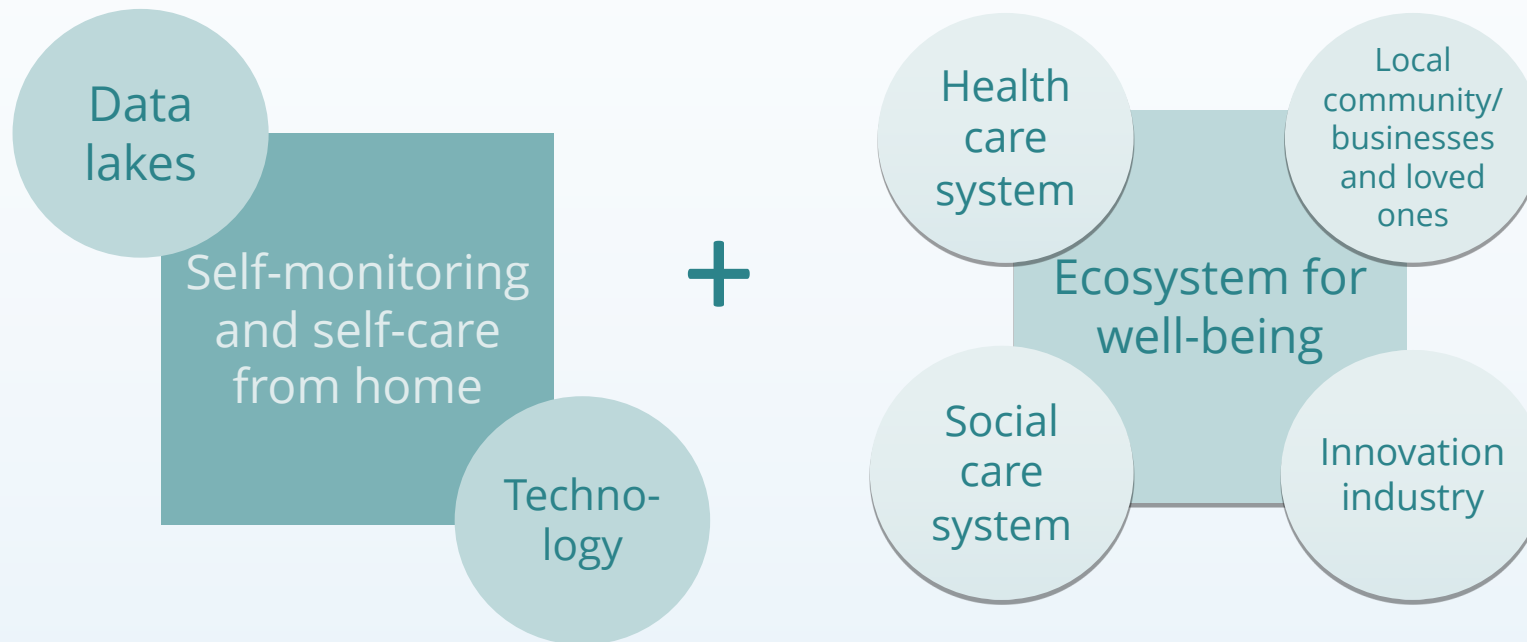 Data
lakes
Self-monitoring
and self-care
from home
Techno-
logy
+
Health
care
system
Local
community/
businesses
and loved
ones
Ecosystem for
well-being
Social
care
system
Innovation
industry